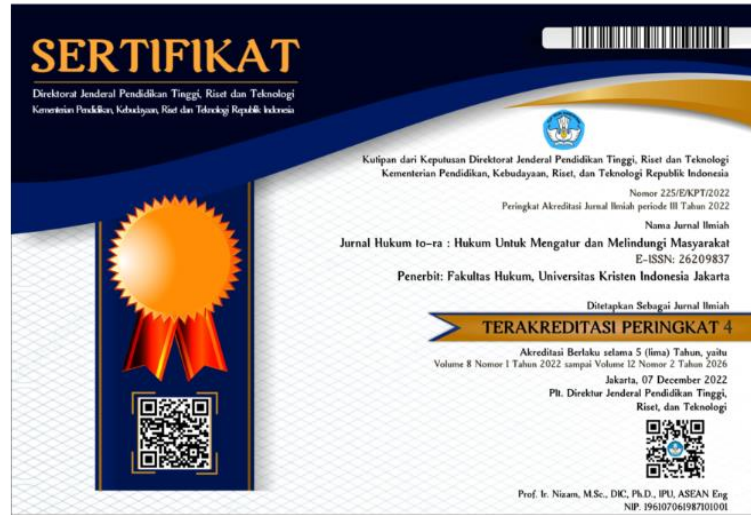 SERTIFIKAT
Direktorat Jenderal Pendidikan Tinggi, Riset dan Teknologi
Kementerian Pendidikan, Kebudayaan, Riset dan Teknologi Republik Indonesia
Kutipan dari Keputusan Direktorat Jenderal Pendidikan Tinggi, Riset dan Teknologi
Kementerian Pendidikan, Kebudayaan, Riset, dan Teknologi Republik Indonesia
Nomor 225/E/KPT/2022
Peringkat Akreditasi Jurnal Ilmiah periode III Tahun 2022
Nama Jurnal Ilmiah
Jurnal Hukum to-ra : Hukum Untuk Mengatur dan Melindungi Masyarakat
E-ISSN: 26209837
Penerbit: Fakultas Hukum, Universitas Kristen Indonesia Jakarta
Ditetapkan Sebagai Jurnal Ilmiah
TERAKREDITASI PERINGKAT 4
Akreditasi Berlaku selama 5 (lima) Tahun, yaitu
Volume 8 Nomor 1 Tahun 2022 sampai Volume 12 Nomor 2 Tahun 2026
Jakarta, 07 December 2022
Plt. Direktur Jenderal Pendidikan Tinggi,
Riset, dan Teknologi
Prof. Ir. Nizam, M.Sc., DIC, Ph.D., IPU, ASEAN Eng
NIP. 196107061987101001